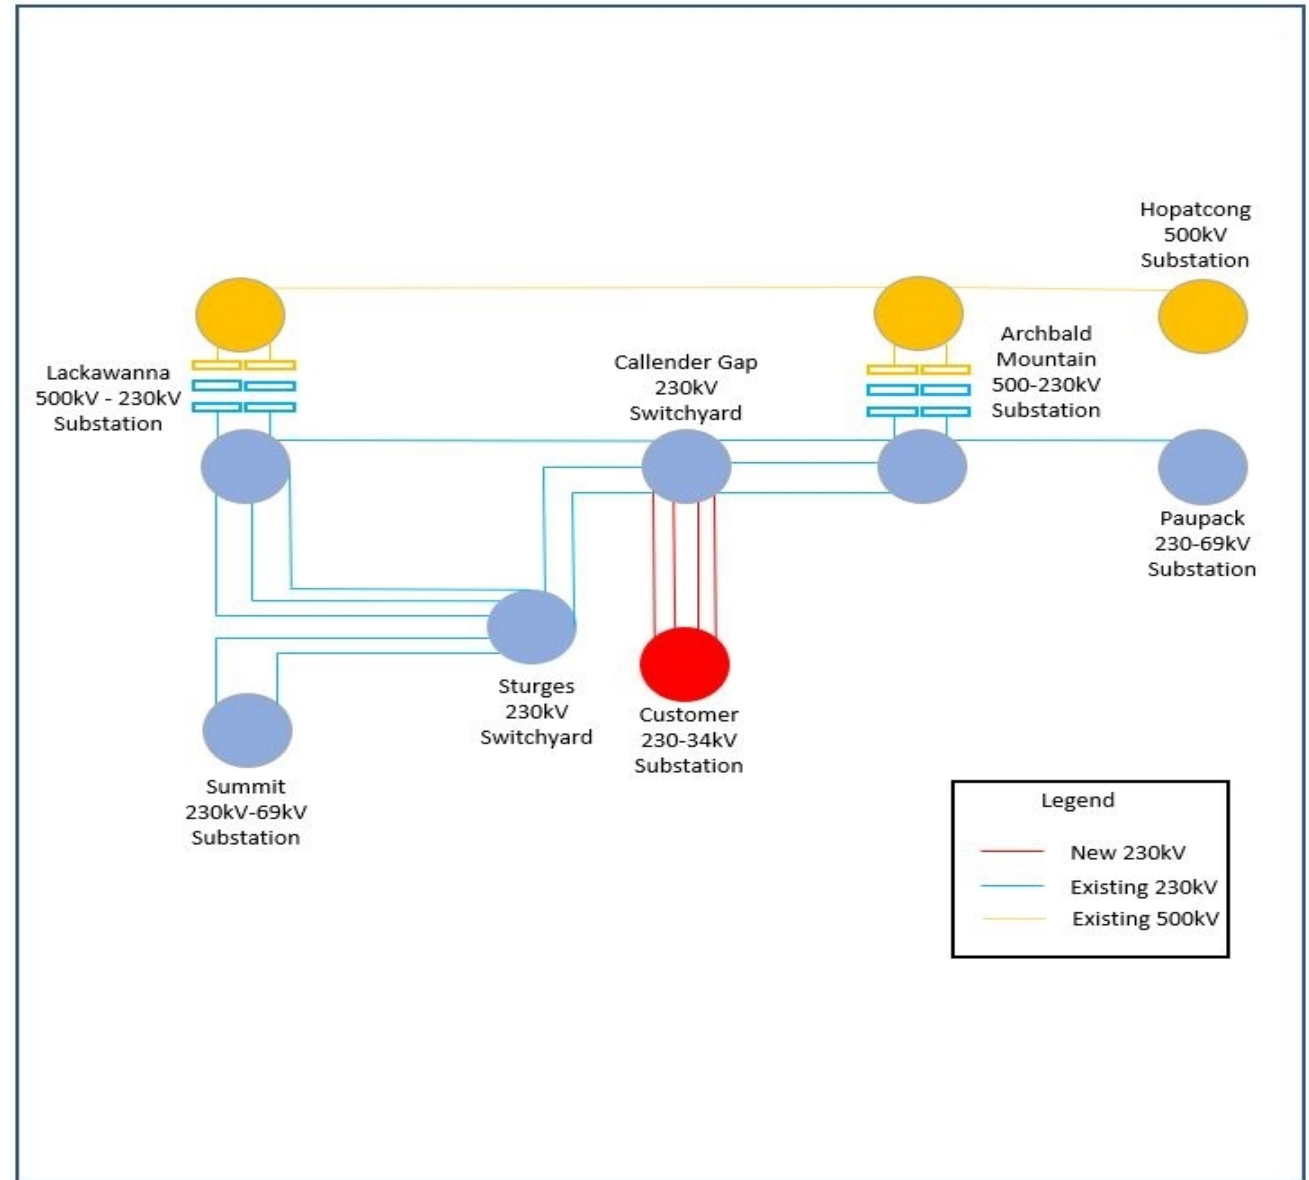 Hopatcong
500kV
Substation
Archbald
Mountain
500-230kV
Substation
Callender Gap
230kV
Switchyard
Lackawanna
500kV - 230kV
Substation
Paupack
230-69kV
Substation
Sturges
230kV
Switchyard
Customer
230-34kV
Substation
Summit
230kV-69kV
Substation
Legend
New 230kV
Existing 230kV
Existing 500kV